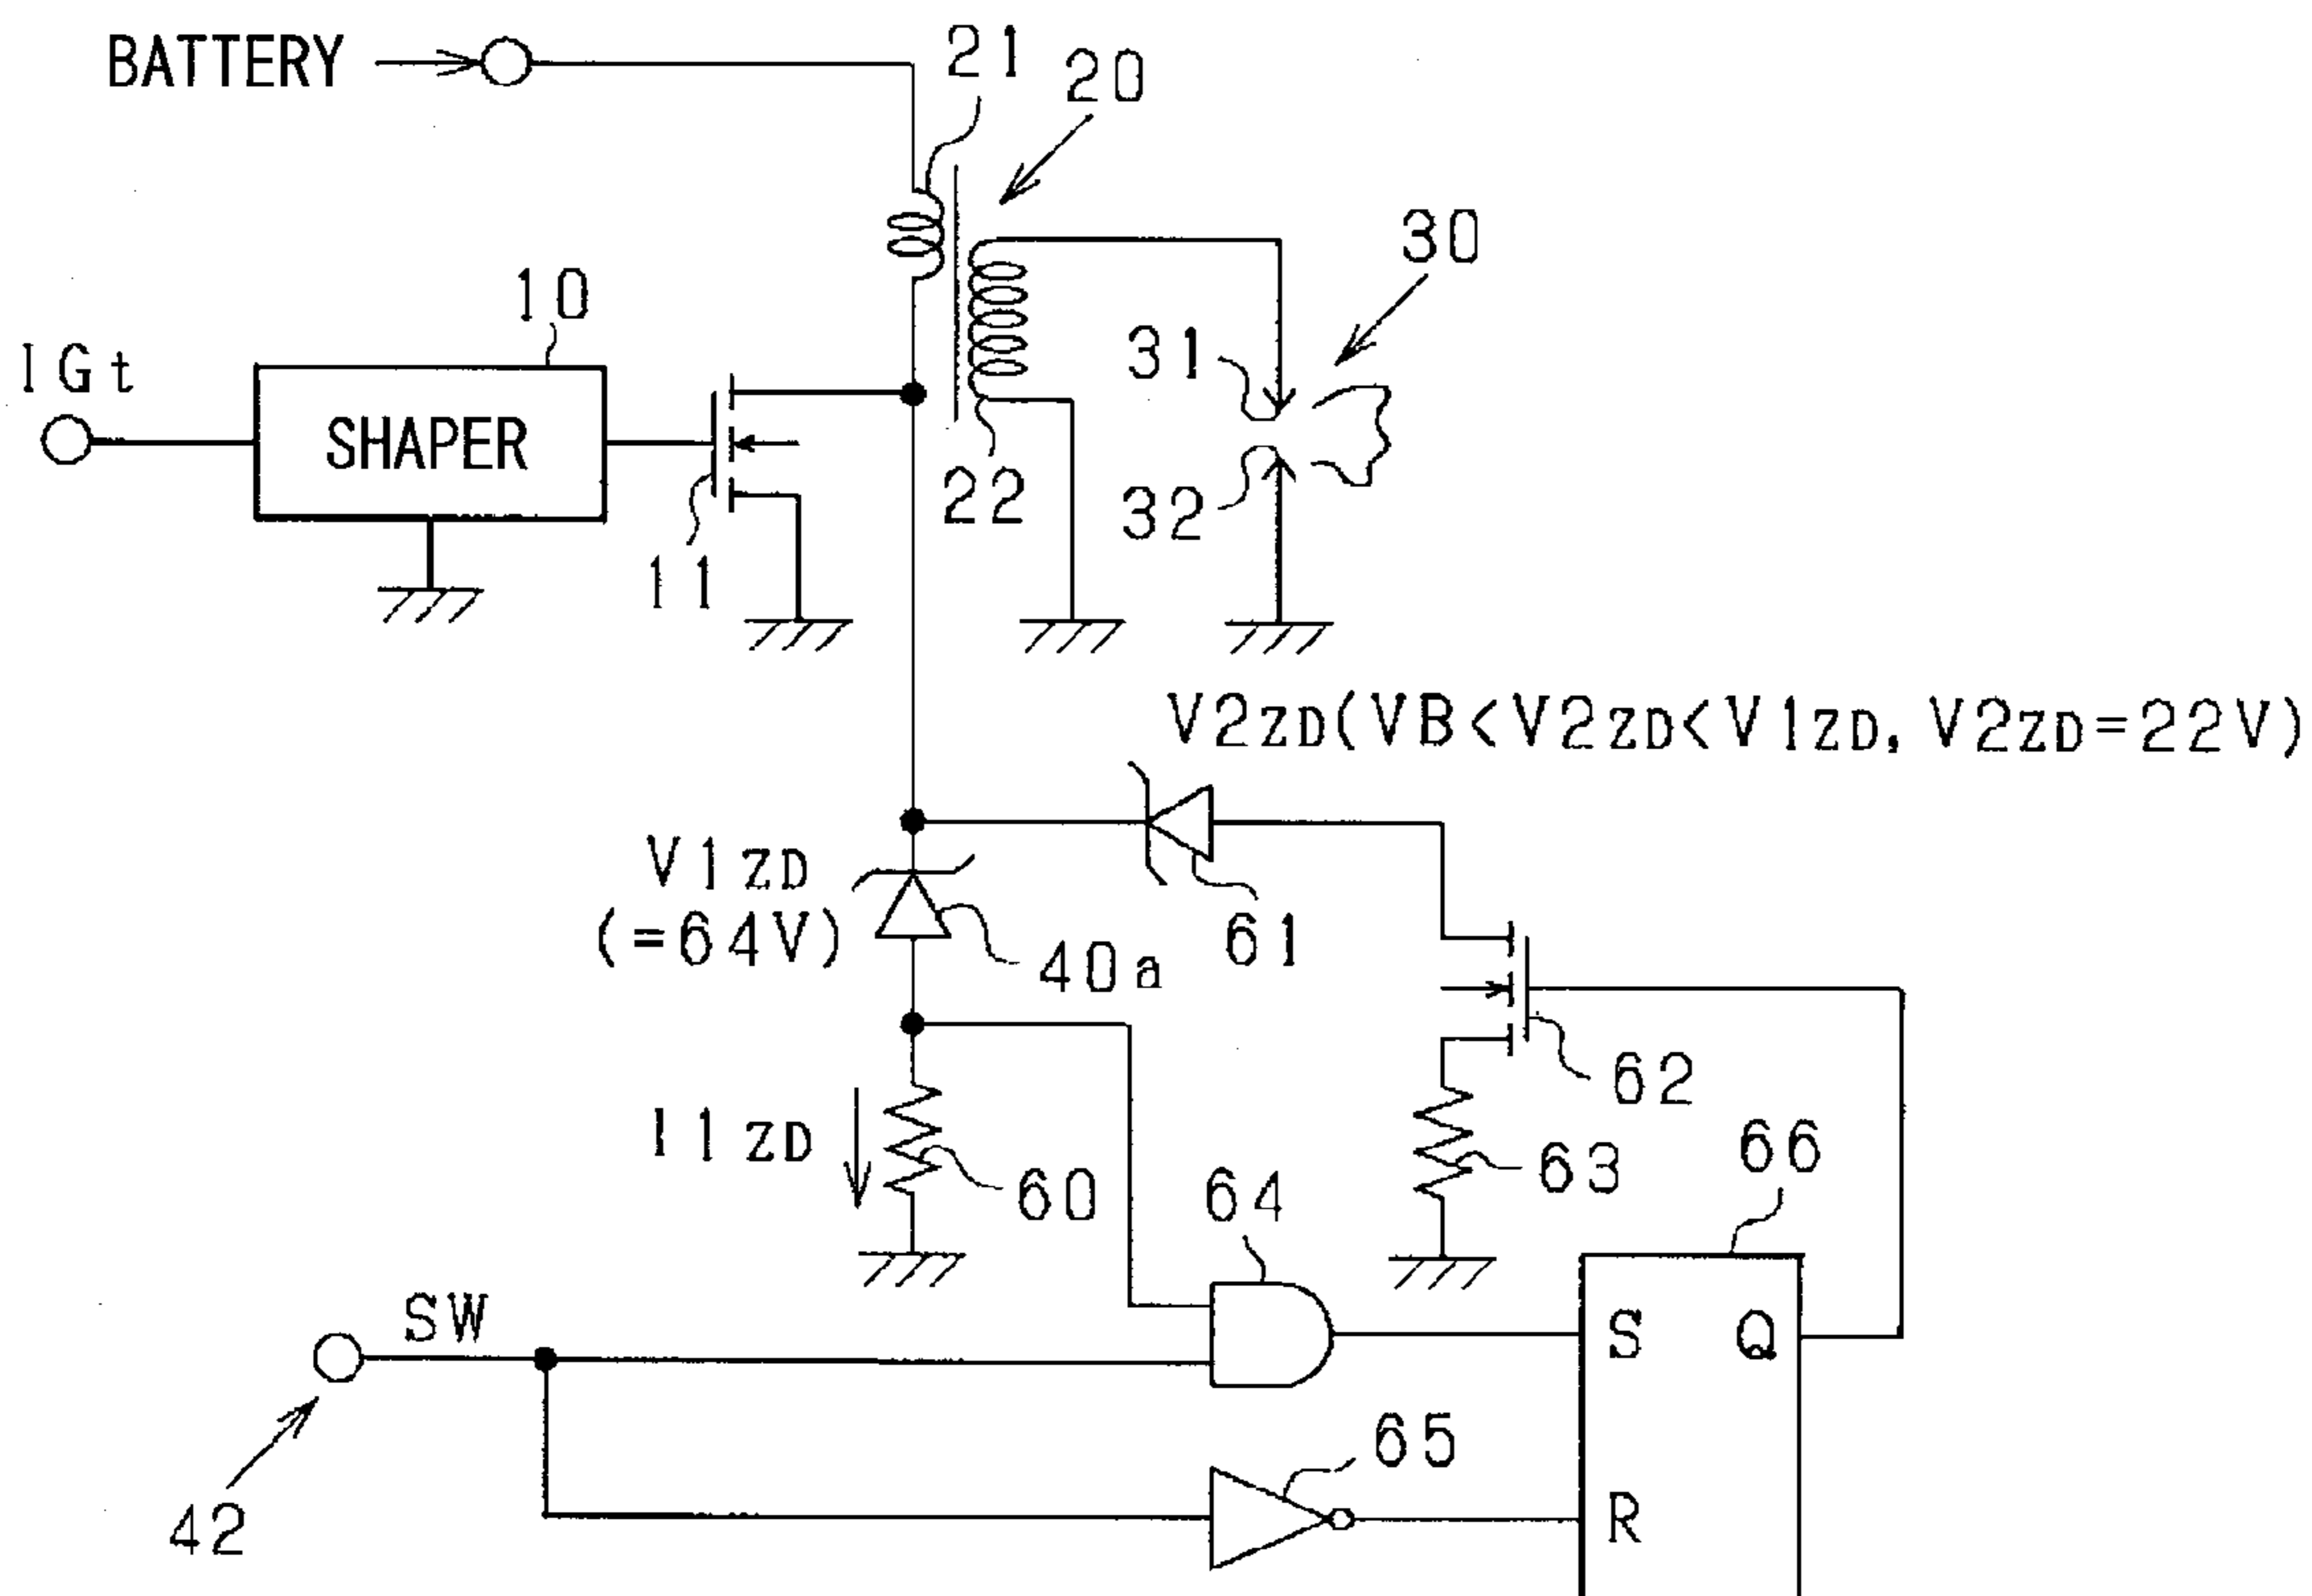 BATTERY
21
20
30
10
IGt
SHAPER
31
22
32
11
V2ZD(VB<V2ZD<V1ZD, V2ZD=22V)
V1ZD
(=64V)
61
40a
62
I1ZD
60
63
66
64
SW
S Q
65
R
42